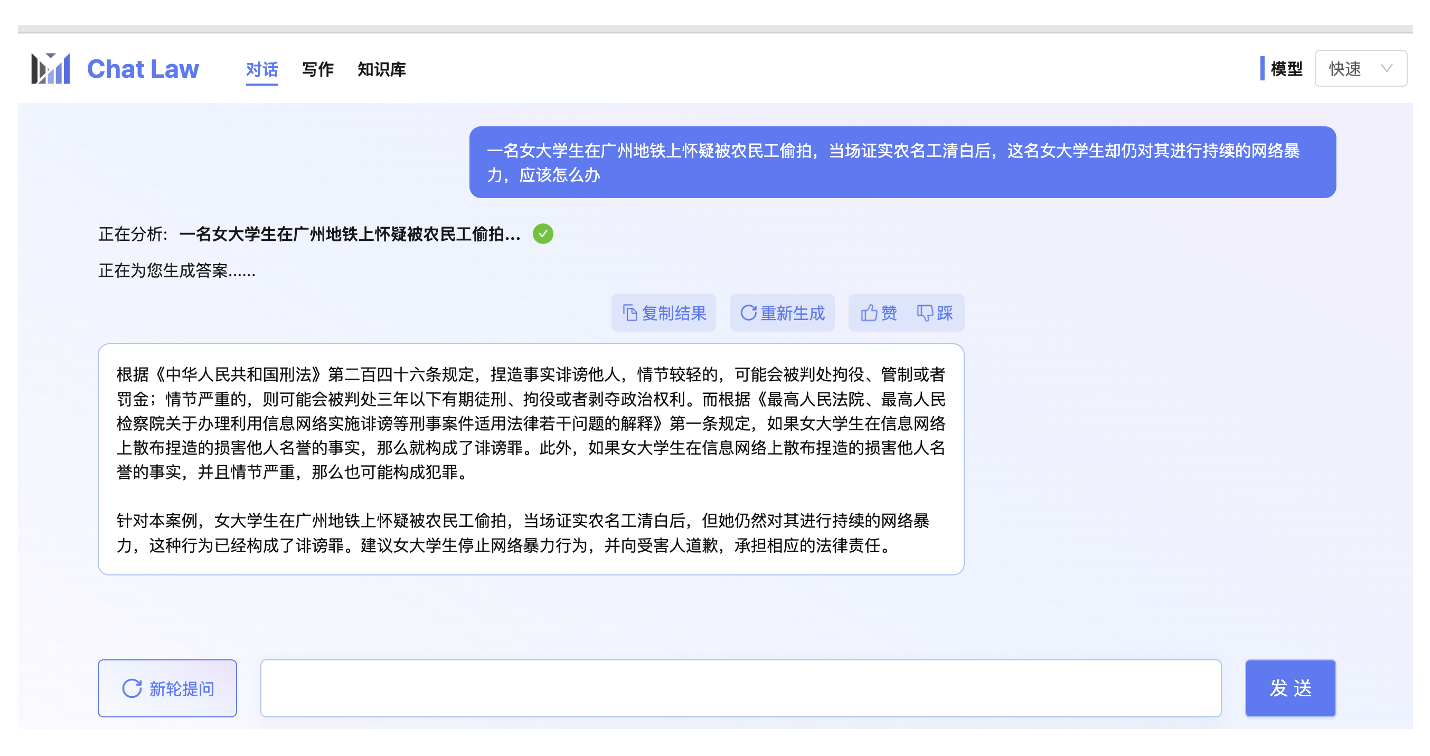 Chat Law 对话 写作 知识库 模型 快速
一名女大学生在广州地铁上怀疑被农民工偷拍，当场证实农名工清白后，这名女大学生却仍对其进行持续的网络暴
力，应该怎么办
正在分析: 一名女大学生在广州地铁上怀疑被农民工偷拍...
正在为您生成答案......
复制结果 重新生成 赞 踩
根据《中华人民共和国刑法》第二百四十六条规定，捏造事实诽谤他人，情节较轻的，可能会被判处拘役、管制或者
罚金；情节严重的，则可能会被判处三年以下有期徒刑、拘役或者剥夺政治权利。而根据《最高人民法院、最高人民
检察院关于办理利用信息网络实施诽谤等刑事案件适用法律若干问题的解释》第一条规定，如果女大学生在信息网络
上散布捏造的损害他人名誉的事实，那么就构成了诽谤罪。此外，如果女大学生在信息网络上散布捏造的损害他人名
誉的事实，并且情节严重，那么也可能构成犯罪。
针对本案例，女大学生在广州地铁上怀疑被农民工偷拍，当场证实农名工清白后，但她仍然对其进行持续的网络暴
力，这种行为已经构成了诽谤罪。建议女大学生停止网络暴力行为，并向受害人道歉，承担相应的法律责任。
新轮提问 发 送